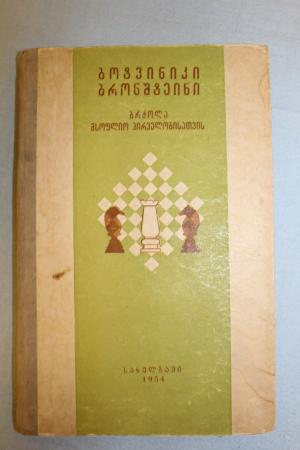 ბოტვინიკი
ბრონშტეინი
ბრძოლა
მსოფლიო პირველობისათვის
სახელგამი
1954